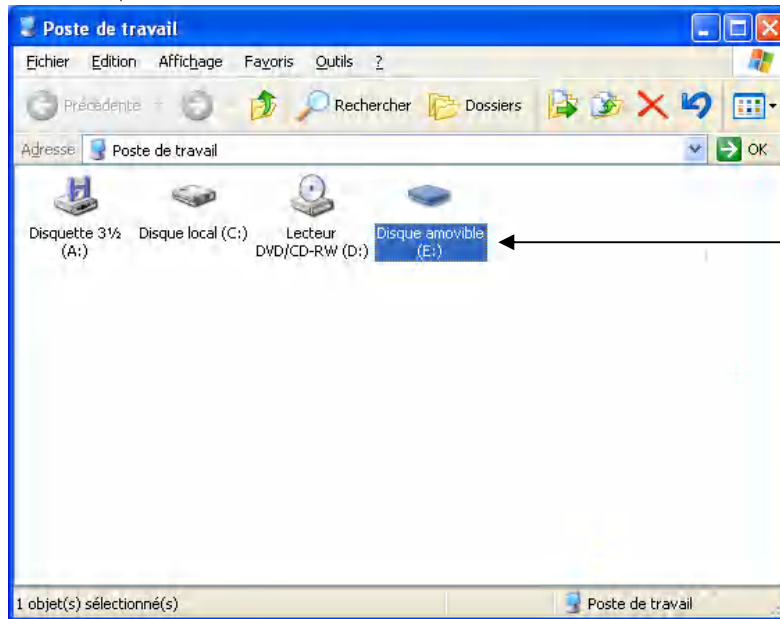 Poste de travail
Fichier Edition Affichage Favoris Outils ?
Précédente Rechercher Dossiers
Adresse Poste de travail OK
Disquette 3½ (A:)
Disque local (C:)
Lecteur DVD/CD-RW (D:)
Disque amovible (E:)
1 objet(s) sélectionné(s) Poste de travail